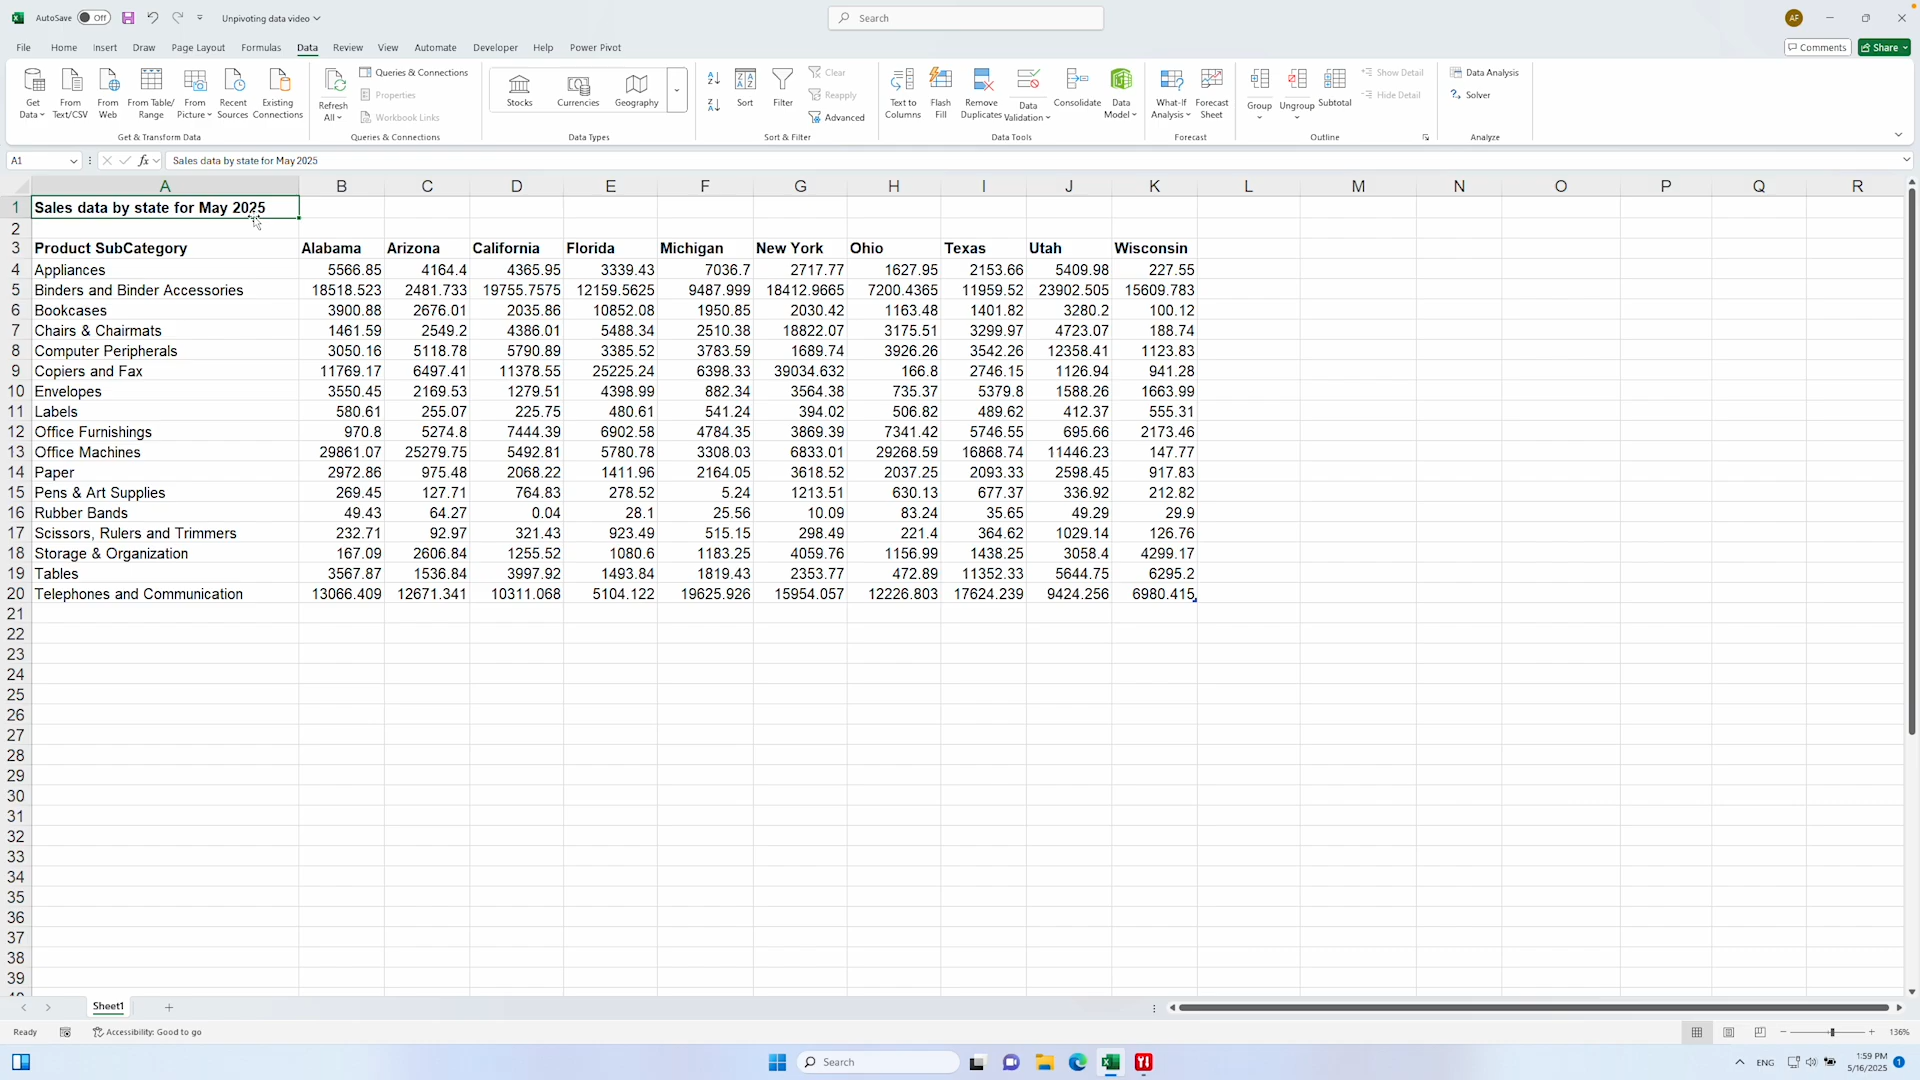 AutoSave Off Unpivoting data video Search AF
File Home Insert Draw Page Layout Formulas Data Review View Automate Developer Help Power Pivot Comments Share
Get Data From Text/CSV From Web From Table/ Range From Picture Recent Sources Existing Connections
Get & Transform Data
Refresh All Queries & Connections Properties Workbook Links
Queries & Connections
Stocks Currencies Geography
Data Types
Sort Filter Clear Reapply Advanced
Sort & Filter
Text to Columns Flash Fill Remove Duplicates Data Validation Consolidate Data Model
Data Tools
What-If Analysis Forecast Sheet
Forecast
Group Ungroup Subtotal Show Detail Hide Detail
Outline
Data Analysis Solver
Analyze
A1 fx Sales data by state for May 2025
A B C D E F G H I J K L M N O P Q R
1 Sales data by state for May 2025
2
3 Product SubCategory Alabama Arizona California Florida Michigan New York Ohio Texas Utah Wisconsin
4 Appliances 5566.85 4164.4 4365.95 3339.43 7036.7 2717.77 1627.95 2153.66 5409.98 227.55
5 Binders and Binder Accessories 18518.523 2481.733 19755.7575 12159.5625 9487.999 18412.9665 7200.4365 11959.52 23902.505 15609.783
6 Bookcases 3900.88 2676.01 2035.86 10852.08 1950.85 2030.42 1163.48 1401.82 3280.2 100.12
7 Chairs & Chairmats 1461.59 2549.2 4386.01 5488.34 2510.38 18822.07 3175.51 3299.97 4723.07 188.74
8 Computer Peripherals 3050.16 5118.78 5790.89 3385.52 3783.59 1689.74 3926.26 3542.26 12358.41 1123.83
9 Copiers and Fax 11769.17 6497.41 11378.55 25225.24 6398.33 39034.632 166.8 2746.15 1126.94 941.28
10 Envelopes 3550.45 2169.53 1279.51 4398.99 882.34 3564.38 735.37 5379.8 1588.26 1663.99
11 Labels 580.61 255.07 225.75 480.61 541.24 394.02 506.82 489.62 412.37 555.31
12 Office Furnishings 970.8 5274.8 7444.39 6902.58 4784.35 3869.39 7341.42 5746.55 695.66 2173.46
13 Office Machines 29861.07 25279.75 5492.81 5780.78 3308.03 6833.01 29268.59 16868.74 11446.23 147.77
14 Paper 2972.86 975.48 2068.22 1411.96 2164.05 3618.52 2037.25 2093.33 2598.45 917.83
15 Pens & Art Supplies 269.45 127.71 764.83 278.52 5.24 1213.51 630.13 677.37 336.92 212.82
16 Rubber Bands 49.43 64.27 0.04 28.1 25.56 10.09 83.24 35.65 49.29 29.9
17 Scissors, Rulers and Trimmers 232.71 92.97 321.43 923.49 515.15 298.49 221.4 364.62 1029.14 126.76
18 Storage & Organization 167.09 2606.84 1255.52 1080.6 1183.25 4059.76 1156.99 1438.25 3058.4 4299.17
19 Tables 3567.87 1536.84 3997.92 1493.84 1819.43 2353.77 472.89 11352.33 5644.75 6295.2
20 Telephones and Communication 13066.409 12671.341 10311.068 5104.122 19625.926 15954.057 12226.803 17624.239 9424.256 6980.415
21
22
23
24
25
26
27
28
29
30
31
32
33
34
35
36
37
38
39
Sheet1
Ready Accessibility: Good to go 136%
Search ENG 1:59 PM 5/16/2025 1